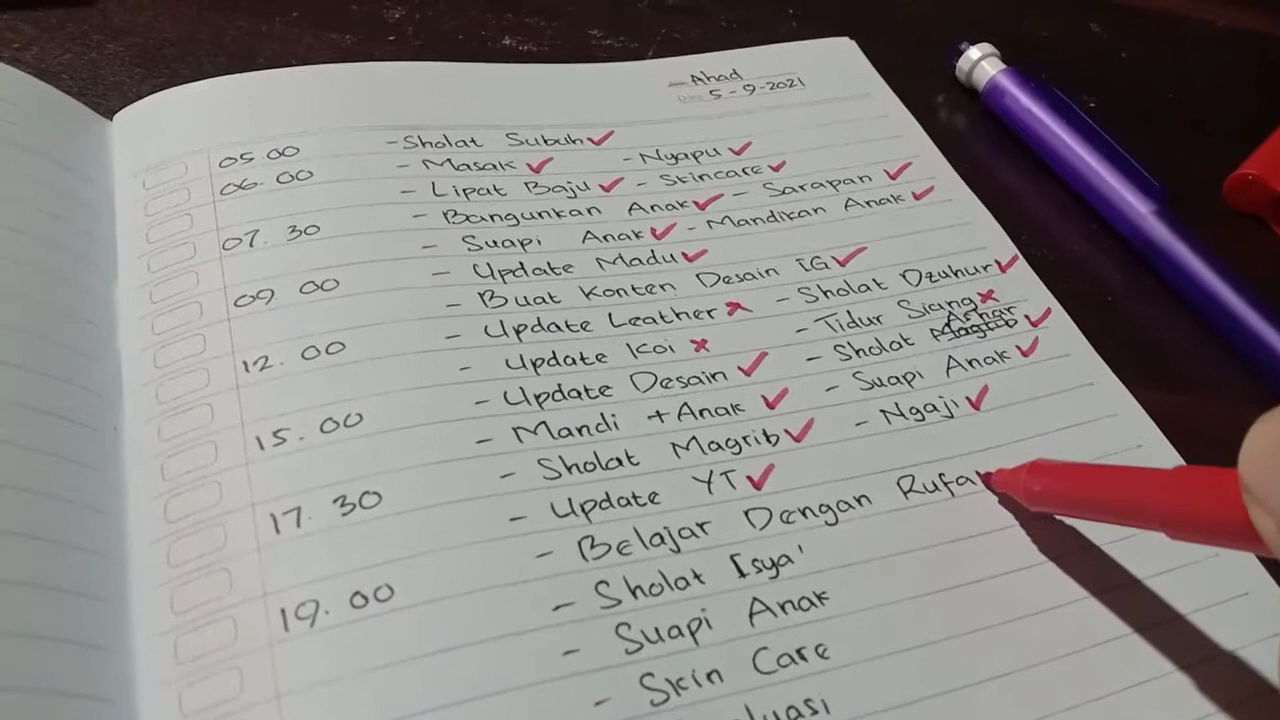 Ahad
5-9-2021
05.00 - Sholat Subuh
06.00 - Masak - Nyapu
- Lipat Baju - Skincare
- Bangunkan Anak - Sarapan
07.30 - Suapi Anak - Mandikan Anak
- Update Madu
09 00 - Buat Konten Desain IG
- Update Leather - Sholat Dzuhur
12.00 - Update Koi - Tidur Siang
- Update Desain - Sholat Magrib Ashar
15.00 - Mandi + Anak - Suapi Anak
- Sholat Magrib - Ngaji
17.30 - Update YT
- Belajar Dengan
19.00 - Sholat Isya'
- Suapi Anak
- Skin Care